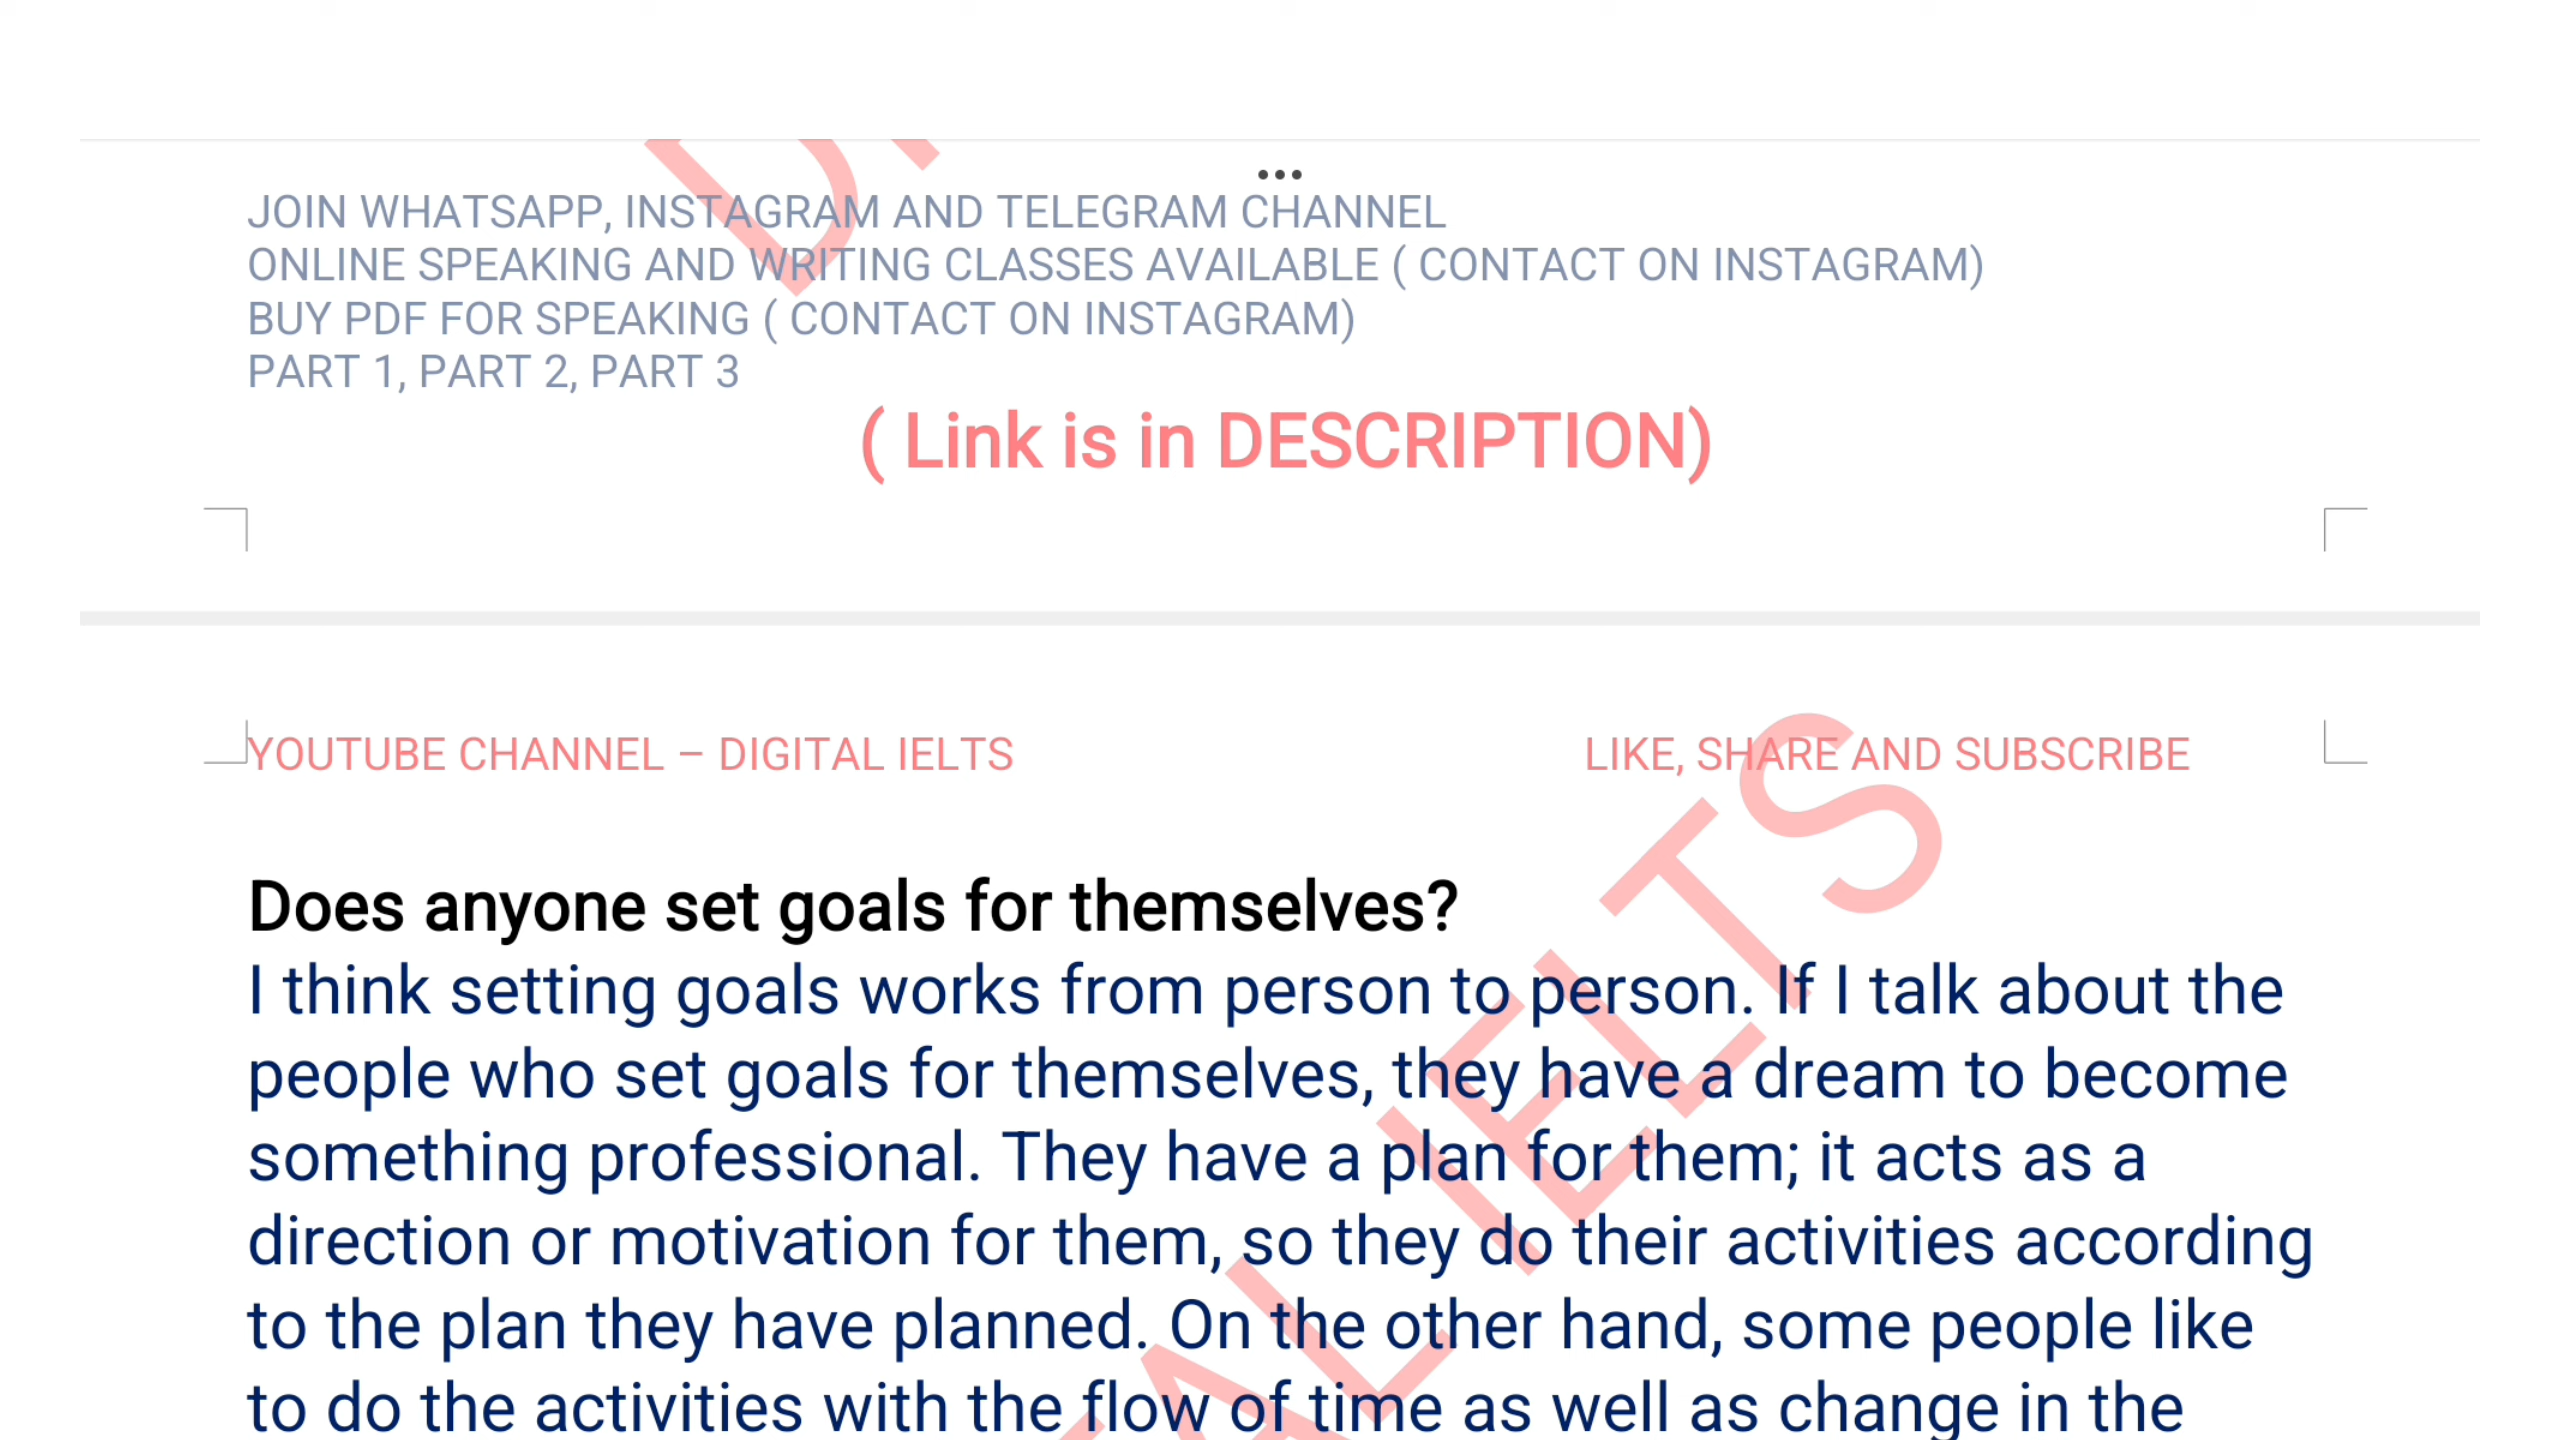 JOIN WHATSAPP, INSTAGRAM AND TELEGRAM CHANNEL
ONLINE SPEAKING AND WRITING CLASSES AVAILABLE ( CONTACT ON INSTAGRAM)
BUY PDF FOR SPEAKING ( CONTACT ON INSTAGRAM)
PART 1, PART 2, PART 3
( Link is in DESCRIPTION)
YOUTUBE CHANNEL – DIGITAL IELTS LIKE, SHARE AND SUBSCRIBE
Does anyone set goals for themselves?
I think setting goals works from person to person. If I talk about the
people who set goals for themselves, they have a dream to become
something professional. They have a plan for them; it acts as a
direction or motivation for them, so they do their activities according
to the plan they have planned. On the other hand, some people like
to do the activities with the flow of time as well as change in the
IELTS